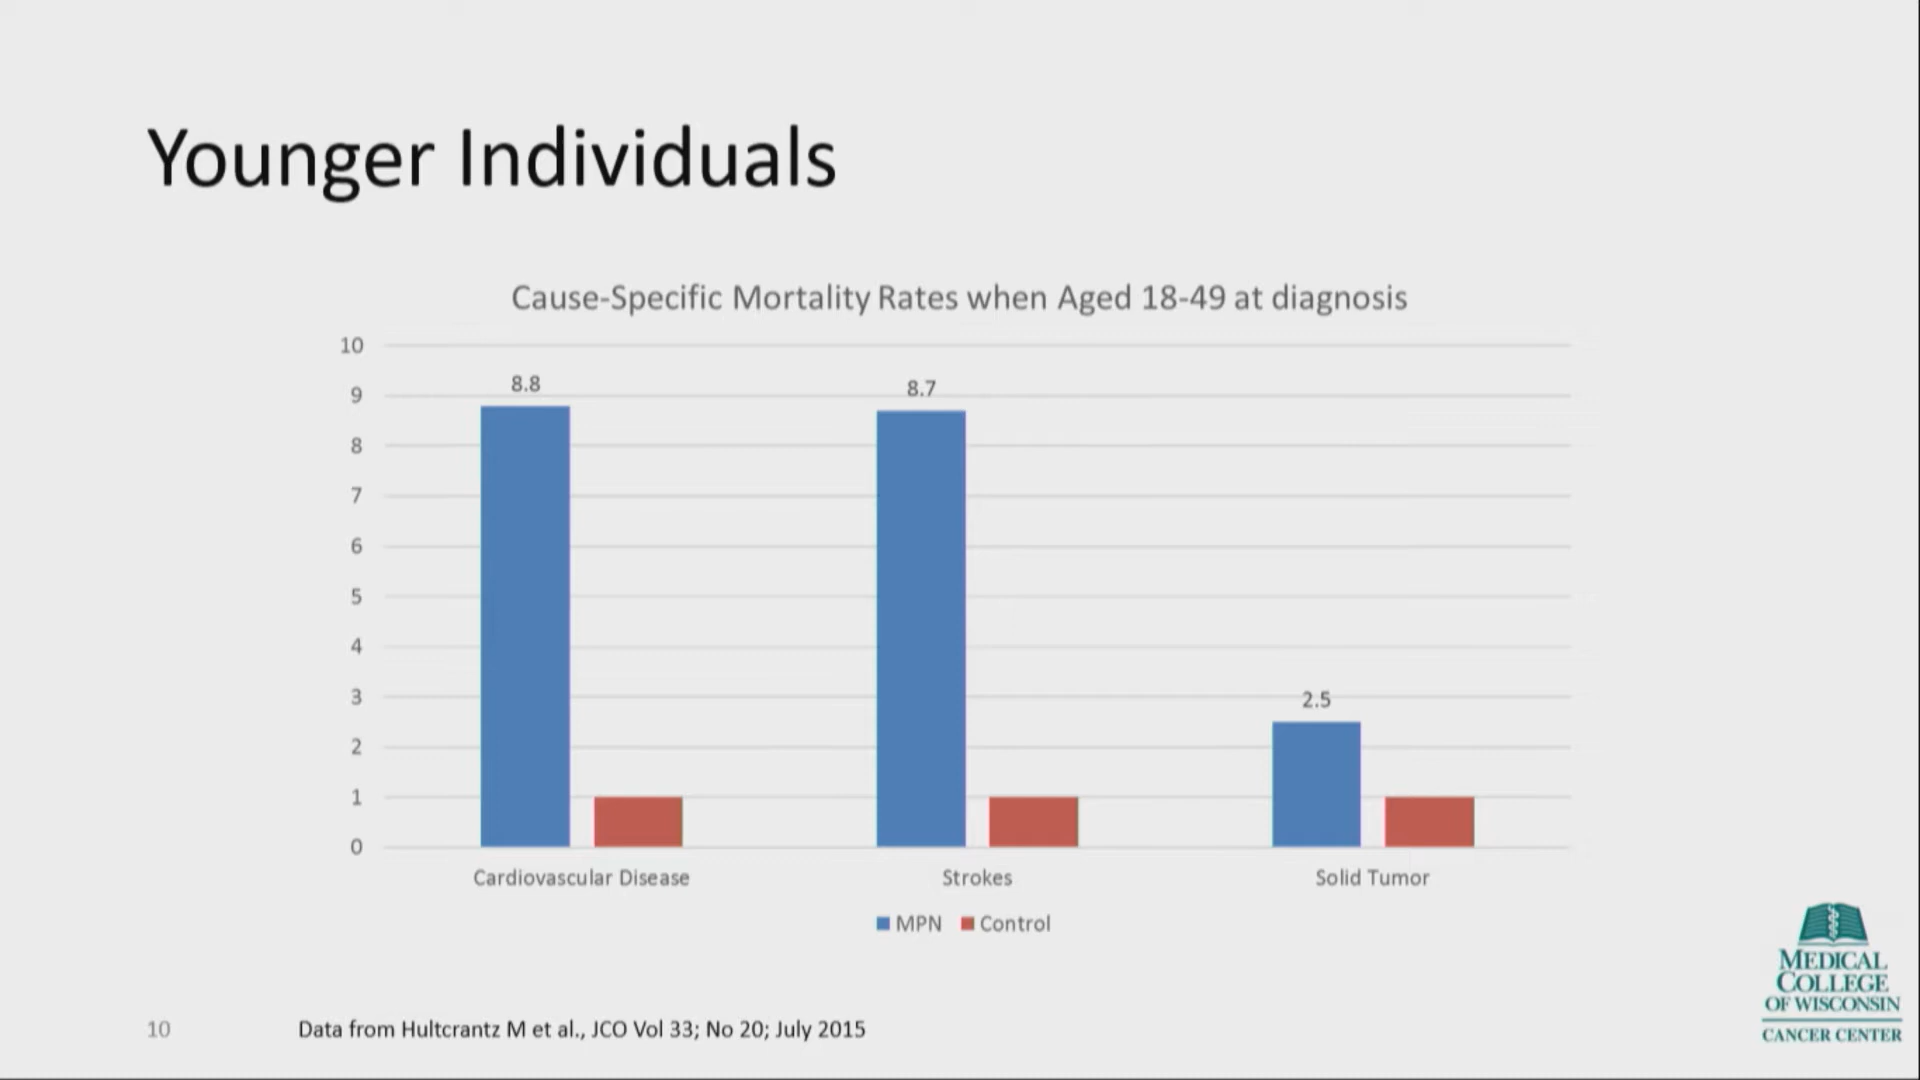 Younger Individuals
Cause-Specific Mortality Rates when Aged 18-49 at diagnosis
10
9
8
7
6
5
4
3
2
1
0
8.8
8.7
2.5
Cardiovascular Disease
Strokes
Solid Tumor
MPN
Control
10
Data from Hultcrantz M et al., JCO Vol 33; No 20; July 2015
MEDICAL
COLLEGE
OF WISCONSIN
CANCER CENTER